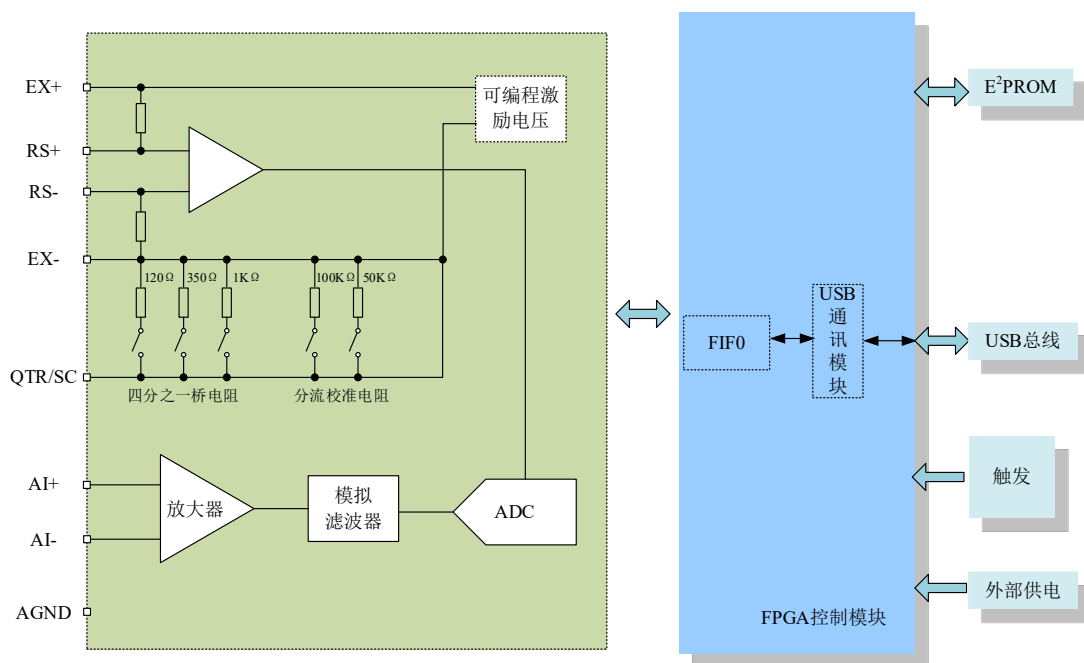 EX+
可编程激
励电压
E²PROM
RS+
RS-
EX-
120Ω
350Ω
1KΩ
100KΩ
50KΩ
QTR/SC
四分之一桥电阻
分流校准电阻
AI+
AI-
放大器
模拟
滤波器
ADC
AGND
FIF0
USB
通
讯
模
块
USB总线
触发
外部供电
FPGA控制模块